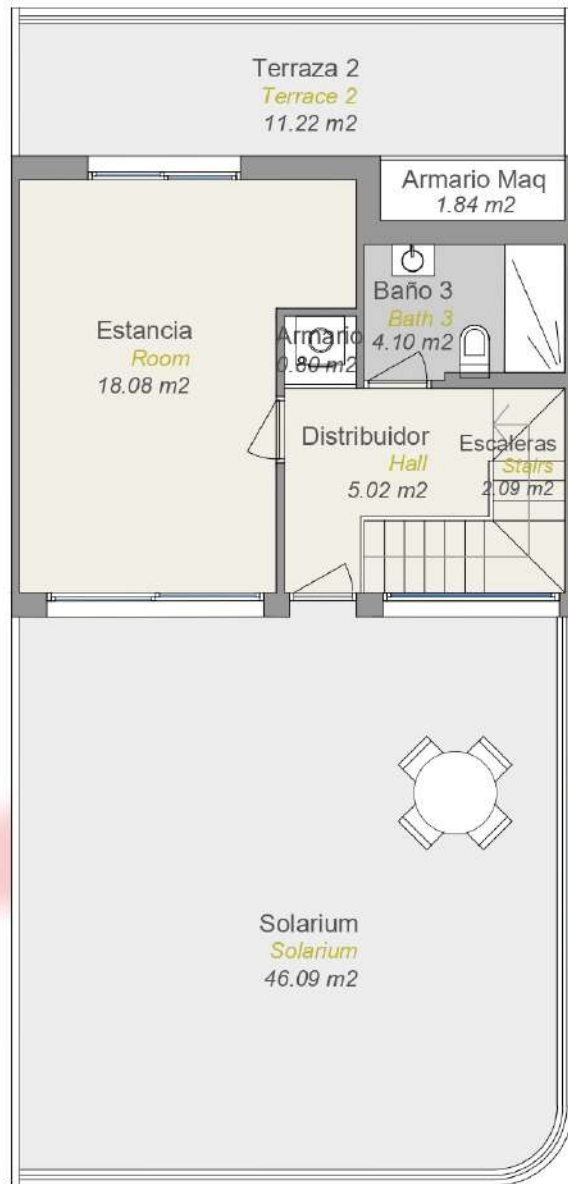 Terraza 2
Terrace 2
11.22 m2
Armario Maq
1.84 m2
Baño 3
Bath 3
4.10 m2
Estancia
Room
18.08 m2
Armario
0.80 m2
Distribuidor
Hall
5.02 m2
Escaleras
Stairs
2.09 m2
Solarium
Solarium
46.09 m2